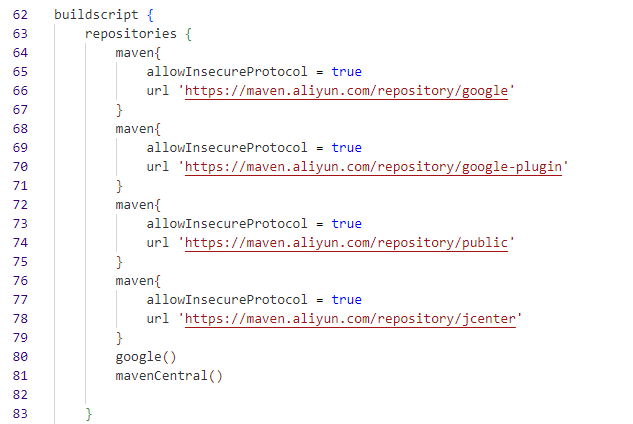 62 buildscript {
63     repositories {
64         maven{
65             allowInsecureProtocol = true
66             url 'https://maven.aliyun.com/repository/google'
67         }
68         maven{
69             allowInsecureProtocol = true
70             url 'https://maven.aliyun.com/repository/google-plugin'
71         }
72         maven{
73             allowInsecureProtocol = true
74             url 'https://maven.aliyun.com/repository/public'
75         }
76         maven{
77             allowInsecureProtocol = true
78             url 'https://maven.aliyun.com/repository/jcenter'
79         }
80         google()
81         mavenCentral()
82
83     }